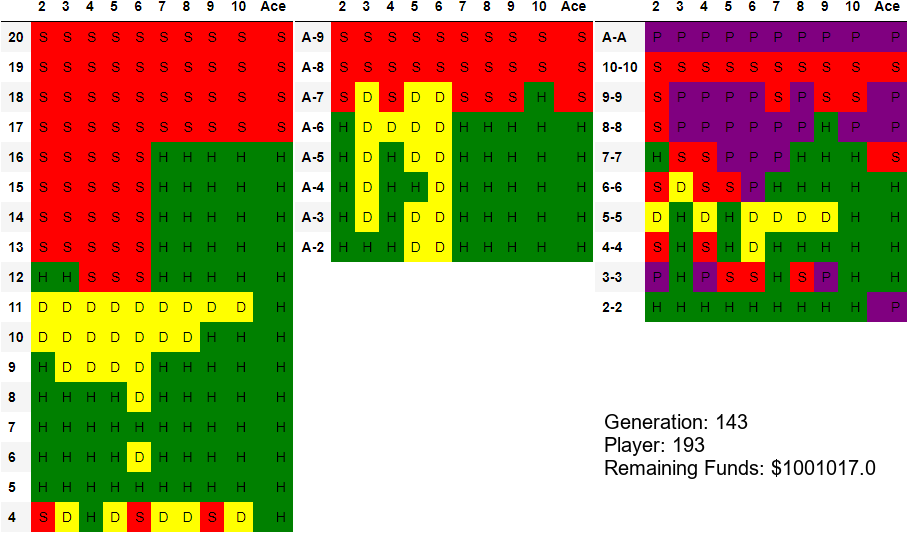 2 3 4 5 6 7 8 9 10 Ace 2 3 4 5 6 7 8 9 10 Ace 2 3 4 5 6 7 8 9 10 Ace
20 S S S S S S S S S S A-9 S S S S S S S S S S A-A P P P P P P P P P P
19 S S S S S S S S S S A-8 S S S S S S S S S S 10-10 S S S S S S S S S S
18 S S S S S S S S S S A-7 S D S D D S S S H S 9-9 S P P P P S P S S P
17 S S S S S S S S S S A-6 H D D D D H H H H H 8-8 S P P P P P P H P P
16 S S S S S H H H H H A-5 H D H D D H H H H H 7-7 H S S P P P H H H S
15 S S S S S H H H H H A-4 H D H H D H H H H H 6-6 S D S S P H H H H H
14 S S S S S H H H H H A-3 H D H D D H H H H H 5-5 D H D H D D D D H H
13 S S S S S H H H H H A-2 H H H D D H H H H H 4-4 S H S H D H H H H H
12 H H S S S H H H H H 3-3 P H P S S H S P H H
11 D D D D D D D D D H 2-2 H H H H H H H H H P
10 D D D D D D D H H H
9 H D D D D H H H H H
8 H H H H D H H H H H
7 H H H H H H H H H H
6 H H H H D H H H H H
5 H H H H H H H H H H
4 S D H D S D D S D H
Generation: 143
Player: 193
Remaining Funds: $1001017.0